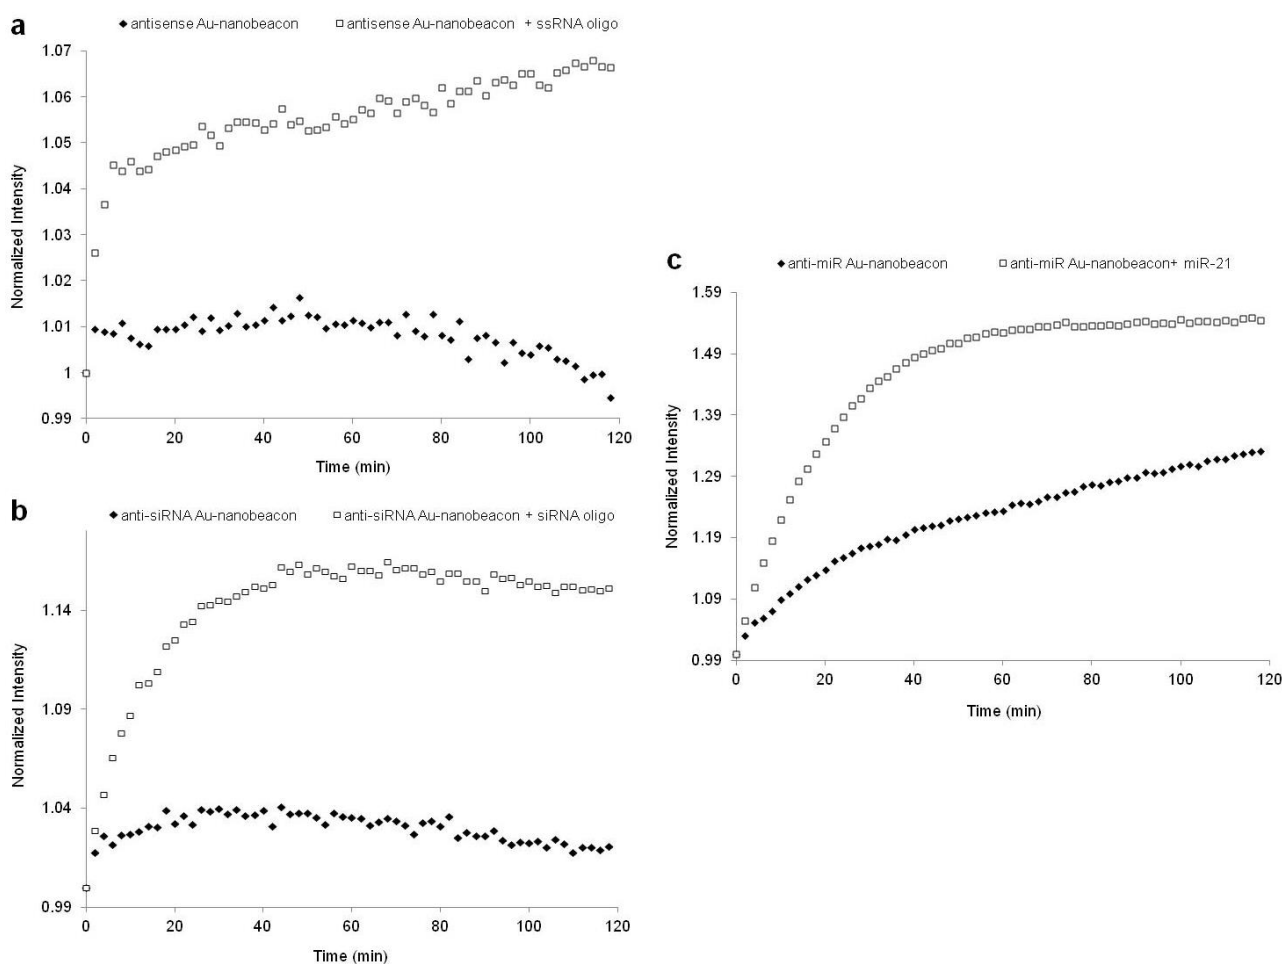 a
antisense Au-nanobeacon antisense Au-nanobeacon + ssRNA oligo
1.07
1.06
1.05
1.04
1.03
1.02
1.01
1
0.99
Normalized Intensity
0 20 40 60 80 100 120
Time (min)
b
anti-siRNA Au-nanobeacon anti-siRNA Au-nanobeacon + siRNA oligo
1.14
1.09
1.04
0.99
Normalized Intensity
0 20 40 60 80 100 120
Time (min)
c
anti-miR Au-nanobeacon anti-miR Au-nanobeacon+ miR-21
1.59
1.49
1.39
1.29
1.19
1.09
0.99
Normalized Intensity
0 20 40 60 80 100 120
Time (min)